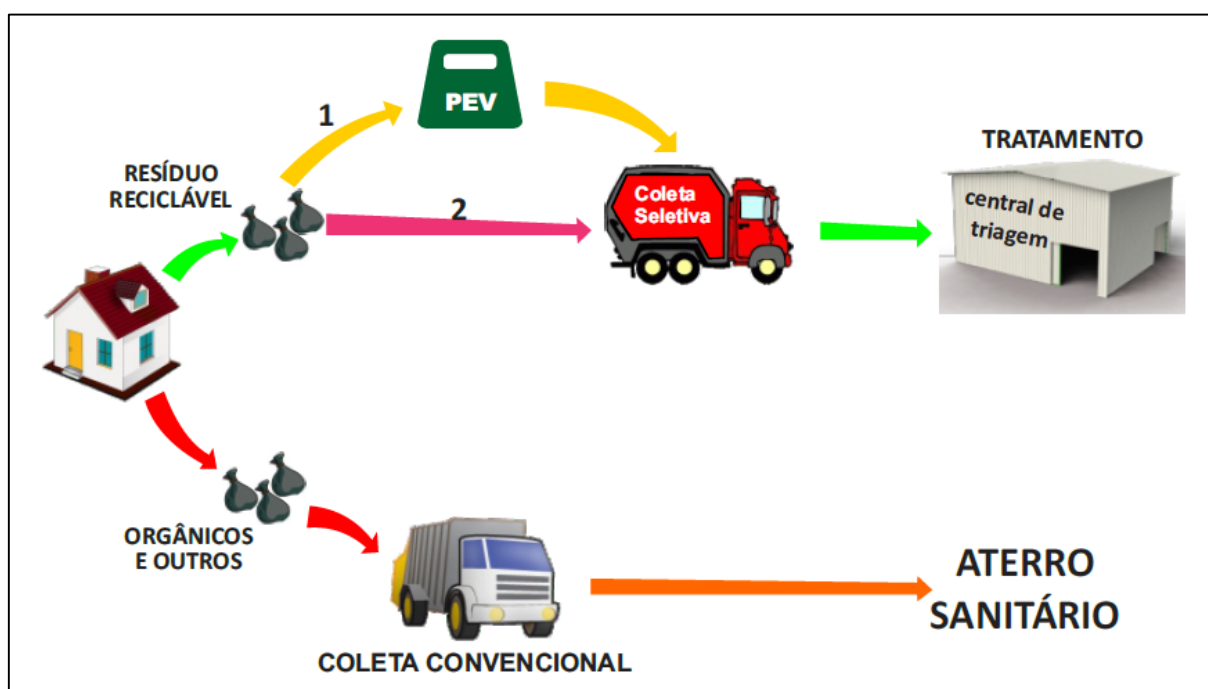 PEV
1
RESÍDUO
RECICLÁVEL
2
Coleta
Seletiva
TRATAMENTO
central de
triagem
ORGÂNICOS
E OUTROS
COLETA CONVENCIONAL
ATERRO
SANITÁRIO